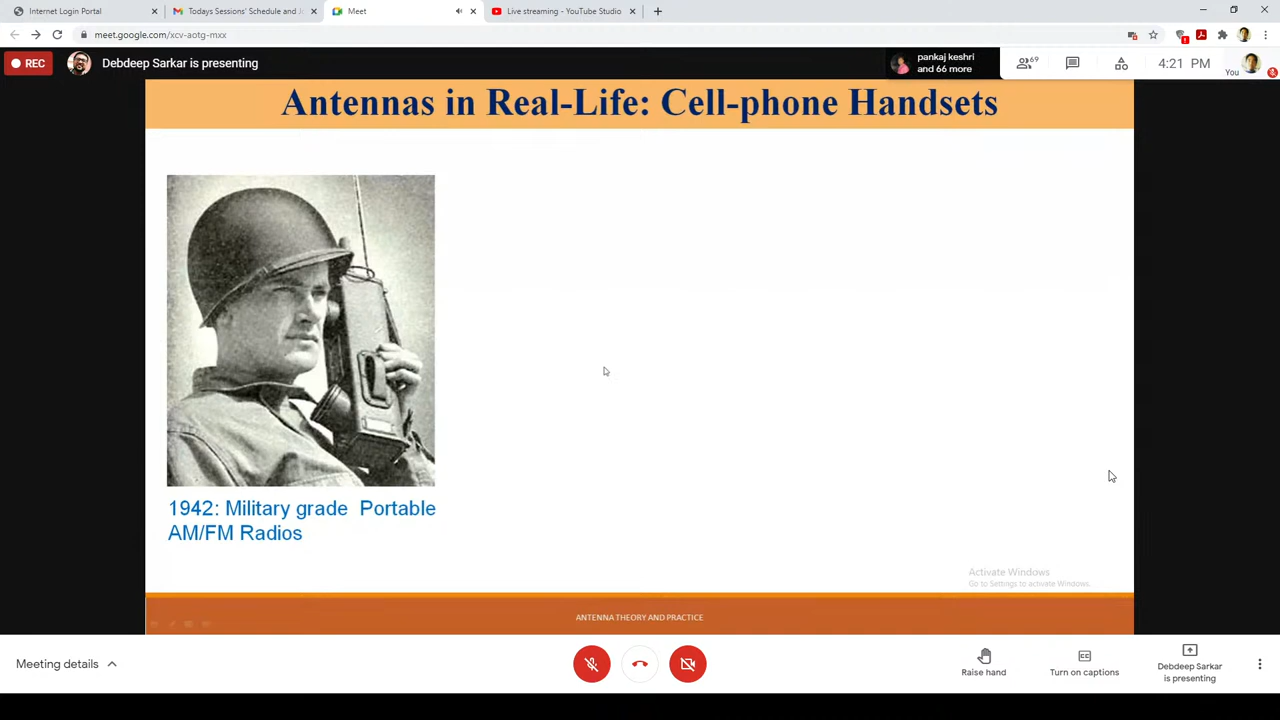 Internet Login Portal
Todays Sessions' Schedule and Jo
Meet
Live streaming - YouTube Studio
meet.google.com/xcv-aotg-mxx
REC
Debdeep Sarkar is presenting
pankaj keshri
and 66 more
69
4:21 PM
You
Antennas in Real-Life: Cell-phone Handsets
1942: Military grade Portable
AM/FM Radios
Activate Windows
Go to Settings to activate Windows.
ANTENNA THEORY AND PRACTICE
Meeting details
Raise hand
Turn on captions
Debdeep Sarkar
is presenting